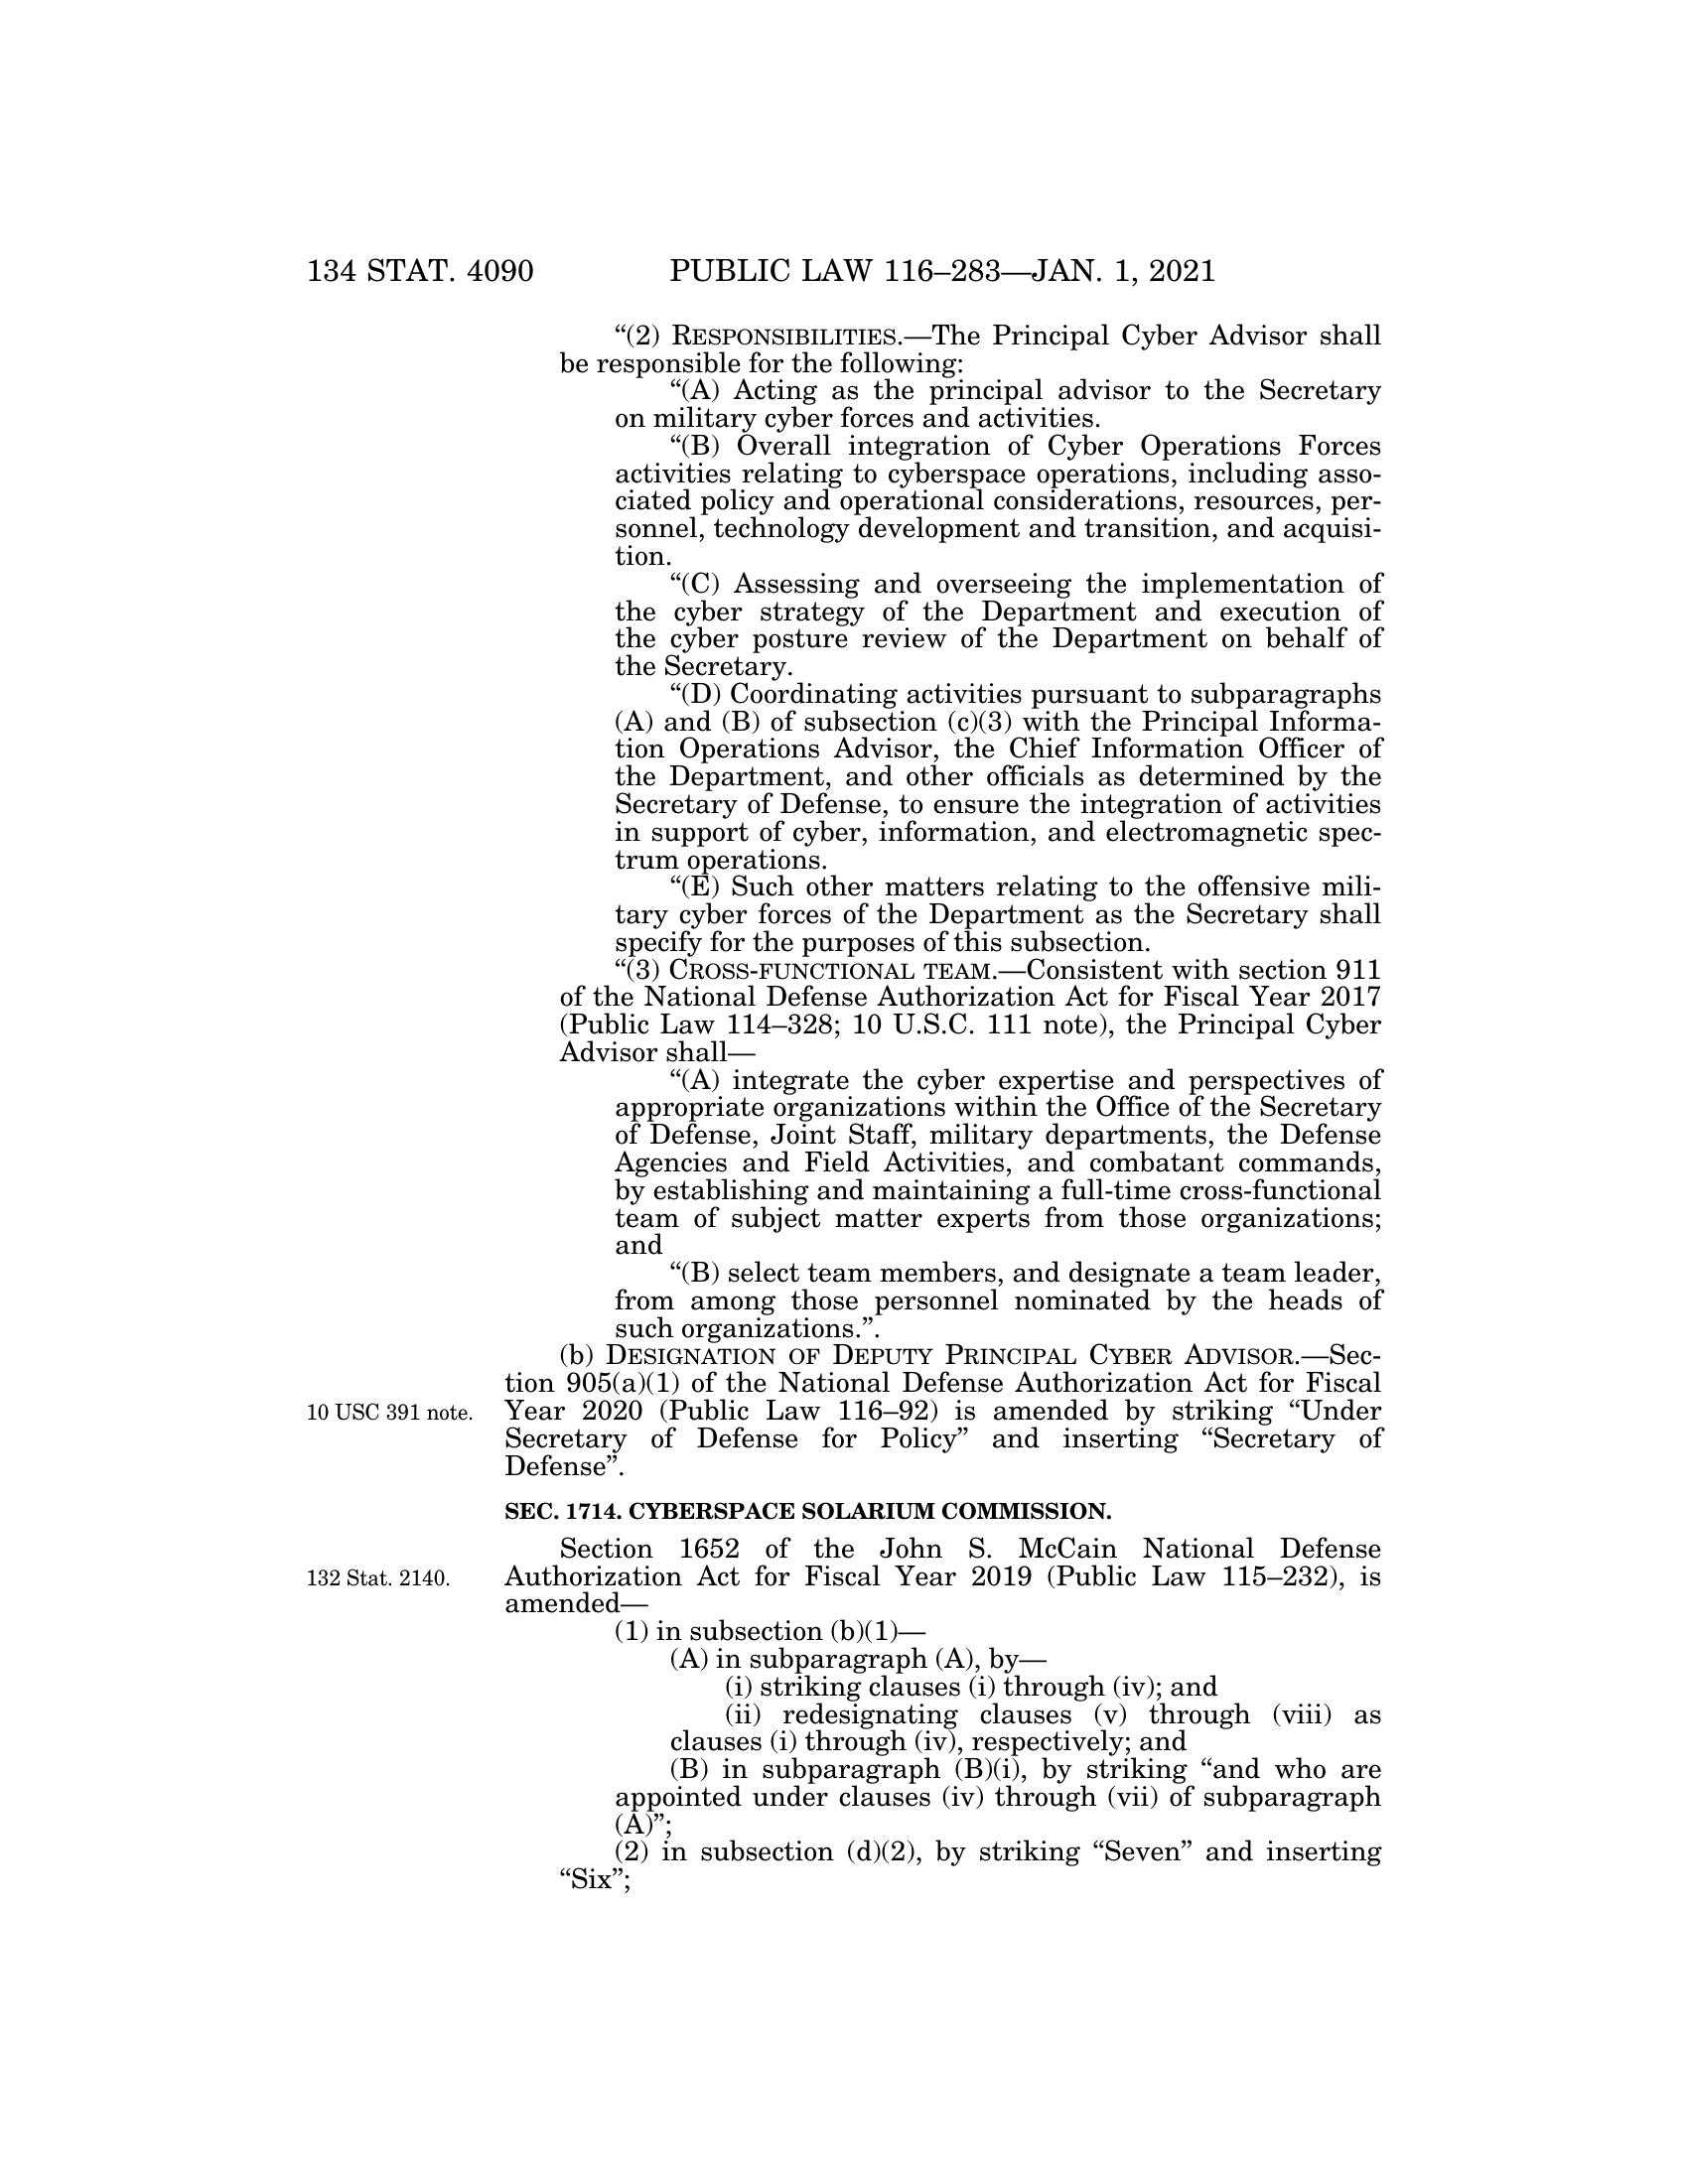 134 STAT. 4090 PUBLIC LAW 116–283—JAN. 1, 2021
“(2) RESPONSIBILITIES.—The Principal Cyber Advisor shall
be responsible for the following:
“(A) Acting as the principal advisor to the Secretary
on military cyber forces and activities.
“(B) Overall integration of Cyber Operations Forces
activities relating to cyberspace operations, including asso-
ciated policy and operational considerations, resources, per-
sonnel, technology development and transition, and acquisi-
tion.
“(C) Assessing and overseeing the implementation of
the cyber strategy of the Department and execution of
the cyber posture review of the Department on behalf of
the Secretary.
“(D) Coordinating activities pursuant to subparagraphs
(A) and (B) of subsection (c)(3) with the Principal Informa-
tion Operations Advisor, the Chief Information Officer of
the Department, and other officials as determined by the
Secretary of Defense, to ensure the integration of activities
in support of cyber, information, and electromagnetic spec-
trum operations.
“(E) Such other matters relating to the offensive mili-
tary cyber forces of the Department as the Secretary shall
specify for the purposes of this subsection.
“(3) CROSS-FUNCTIONAL TEAM.—Consistent with section 911
of the National Defense Authorization Act for Fiscal Year 2017
(Public Law 114–328; 10 U.S.C. 111 note), the Principal Cyber
Advisor shall—
“(A) integrate the cyber expertise and perspectives of
appropriate organizations within the Office of the Secretary
of Defense, Joint Staff, military departments, the Defense
Agencies and Field Activities, and combatant commands,
by establishing and maintaining a full-time cross-functional
team of subject matter experts from those organizations;
and
“(B) select team members, and designate a team leader,
from among those personnel nominated by the heads of
such organizations.”.
(b) DESIGNATION OF DEPUTY PRINCIPAL CYBER ADVISOR.—Sec-
tion 905(a)(1) of the National Defense Authorization Act for Fiscal
10 USC 391 note. Year 2020 (Public Law 116–92) is amended by striking “Under
Secretary of Defense for Policy” and inserting “Secretary of
Defense”.
SEC. 1714. CYBERSPACE SOLARIUM COMMISSION.
Section 1652 of the John S. McCain National Defense
132 Stat. 2140. Authorization Act for Fiscal Year 2019 (Public Law 115–232), is
amended—
(1) in subsection (b)(1)—
(A) in subparagraph (A), by—
(i) striking clauses (i) through (iv); and
(ii) redesignating clauses (v) through (viii) as
clauses (i) through (iv), respectively; and
(B) in subparagraph (B)(i), by striking “and who are
appointed under clauses (iv) through (vii) of subparagraph
(A)”;
(2) in subsection (d)(2), by striking “Seven” and inserting
“Six”;